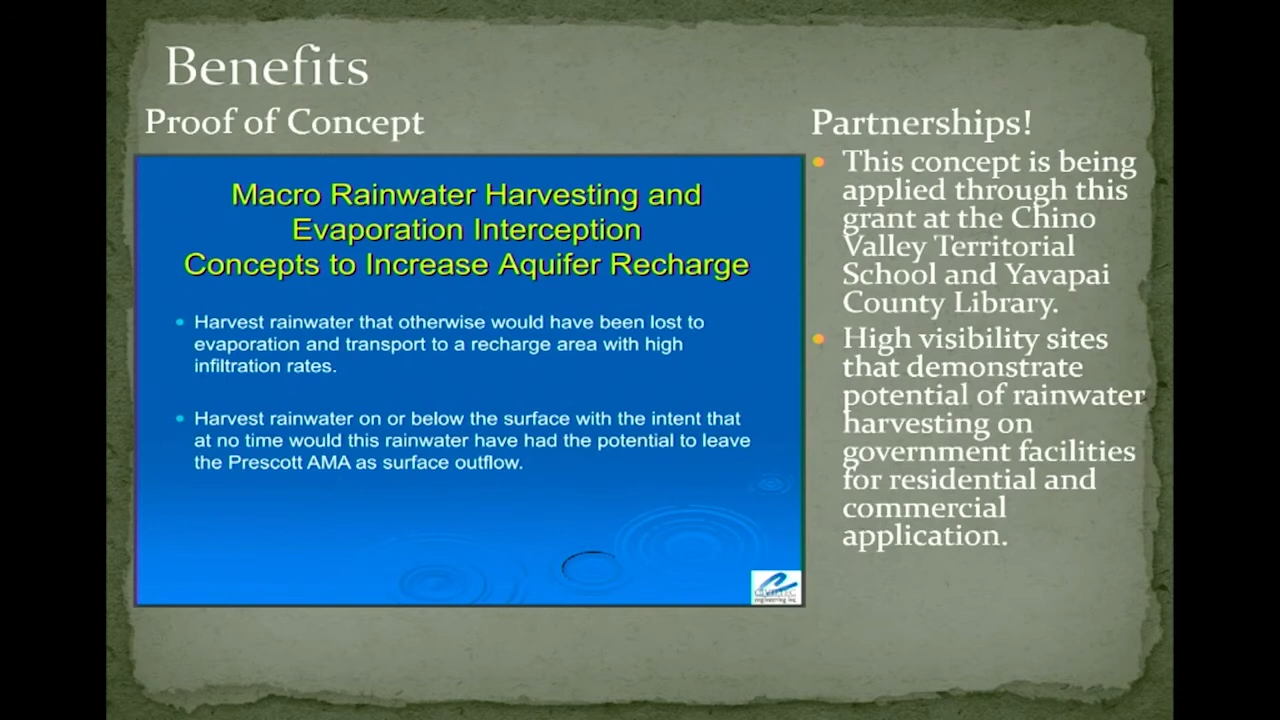 Benefits
Proof of Concept
Macro Rainwater Harvesting and
Evaporation Interception
Concepts to Increase Aquifer Recharge
• Harvest rainwater that otherwise would have been lost to
evaporation and transport to a recharge area with high
infiltration rates.
• Harvest rainwater on or below the surface with the intent that
at no time would this rainwater have had the potential to leave
the Prescott AMA as surface outflow.
engineering inc.
Partnerships!
• This concept is being
applied through this
grant at the Chino
Valley Territorial
School and Yavapai
County Library.
• High visibility sites
that demonstrate
potential of rainwater
harvesting on
government facilities
for residential and
commercial
application.